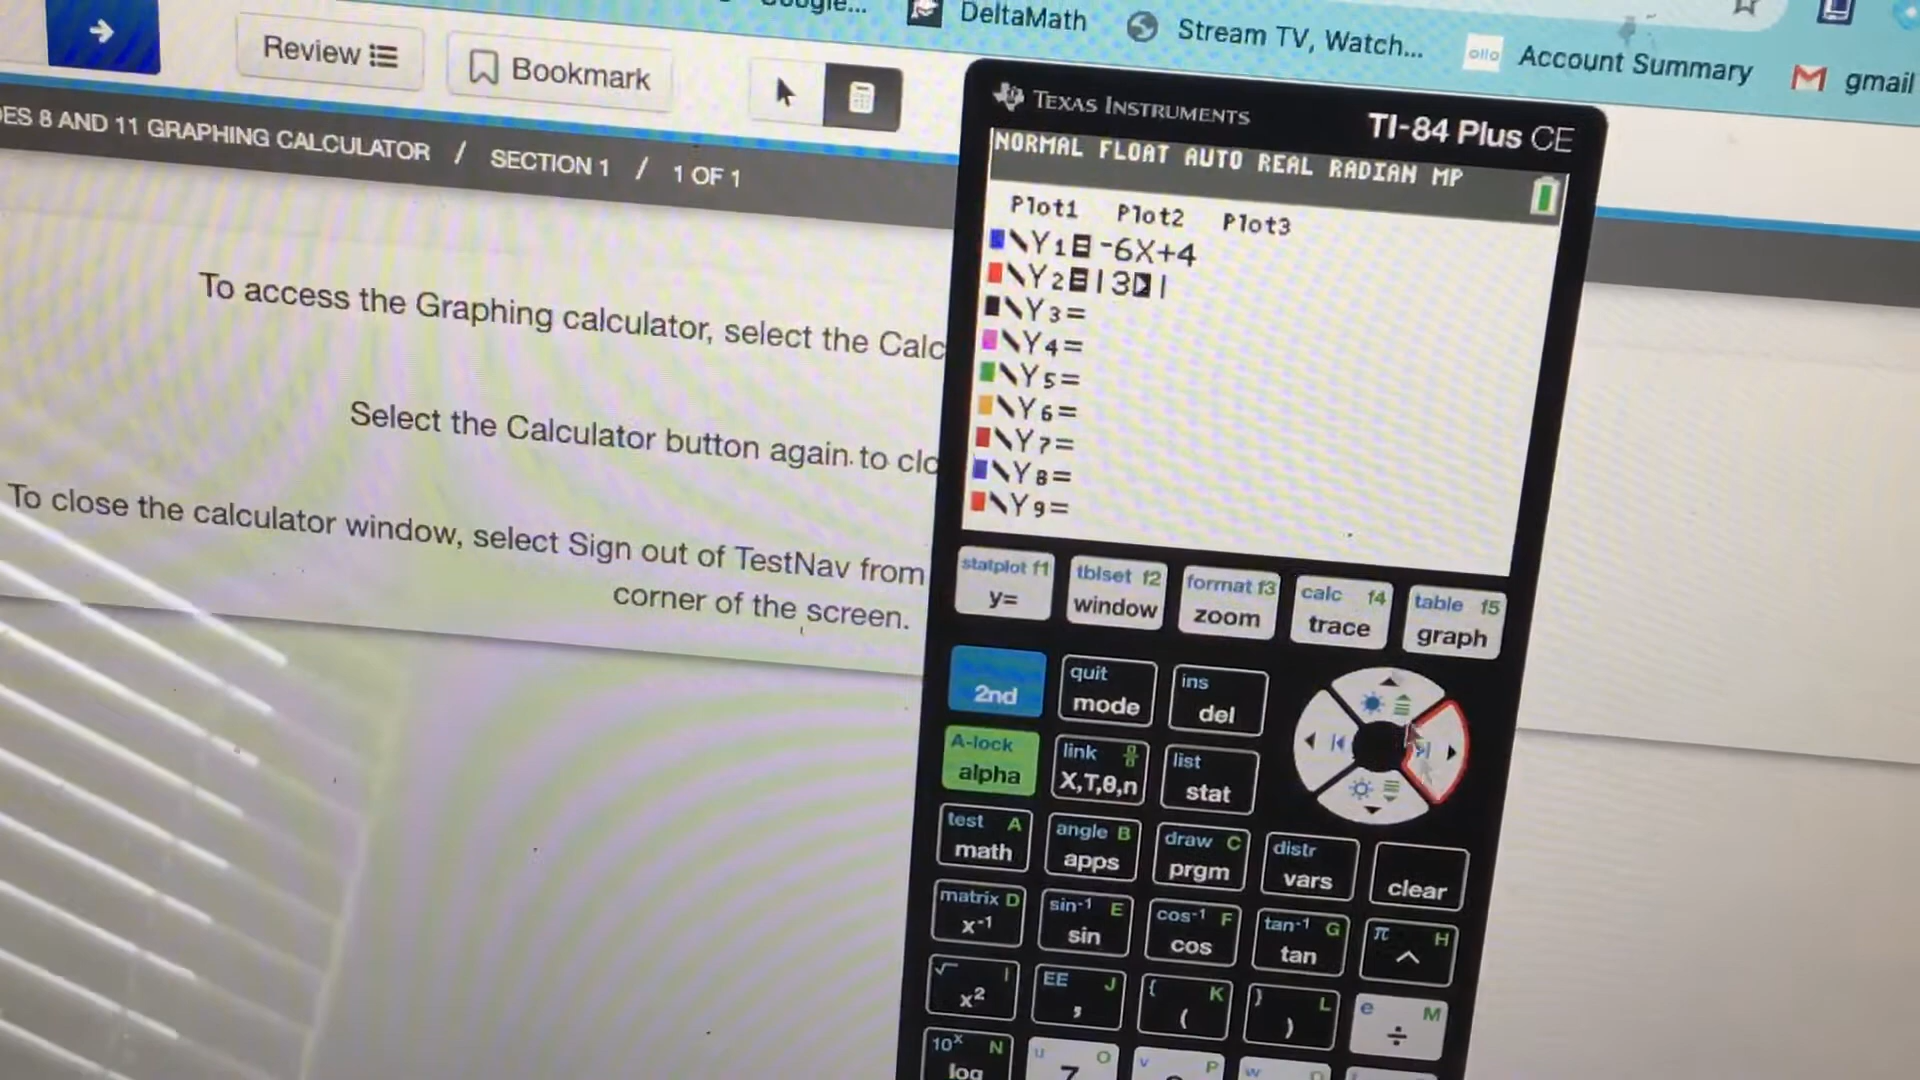 Google...
DeltaMath
Stream TV, Watch...
ollo Account Summary
gmail
Review
Bookmark
ES 8 AND 11 GRAPHING CALCULATOR / SECTION 1 / 1 OF 1
To access the Graphing calculator, select the Calc
Select the Calculator button again to clo
To close the calculator window, select Sign out of TestNav from
corner of the screen.
TEXAS INSTRUMENTS
TI-84 Plus CE
NORMAL FLOAT AUTO REAL RADIAN MP
Plot1 Plot2 Plot3
\Y1=-6X+4
\Y2=|3|
\Y3=
\Y4=
\Y5=
\Y6=
\Y7=
\Y8=
\Y9=
statplot f1 tblset f2 format f3 calc f4 table f5
y= window zoom trace graph
quit ins
2nd mode del
A-lock link list
alpha X,T,θ,n stat
test A angle B draw C distr
math apps prgm vars clear
matrix D sin-1 E cos-1 F tan-1 G π H
x-1 sin cos tan ^
√ I EE J { K } L e M
x2 , ( ) ÷
10x N u O v P w
log 7